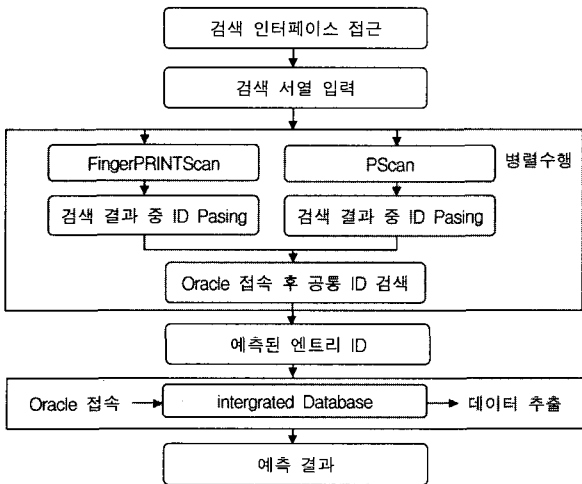 검색 인터페이스 접근
검색 서열 입력
FingerPRINTScan PScan 병렬수행
검색 결과 중 ID Pasing 검색 결과 중 ID Pasing
Oracle 접속 후 공통 ID 검색
예측된 엔트리 ID
Oracle 접속 intergrated Database 데이터 추출
예측 결과